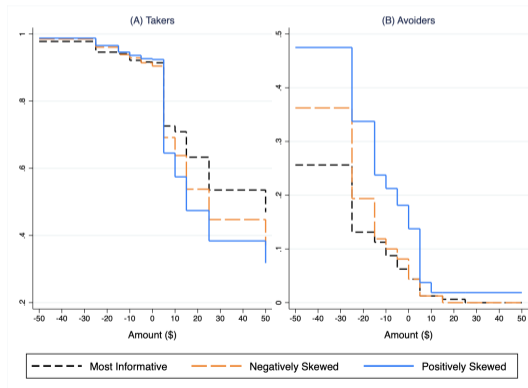 (A) Takers
(B) Avoiders
1
.8
.6
.4
.2
-50 -40 -30 -20 -10 0 10 20 30 40 50
Amount ($)
.5
.4
.3
.2
.1
0
-50 -40 -30 -20 -10 0 10 20 30 40 50
Amount ($)
Most Informative
Negatively Skewed
Positively Skewed